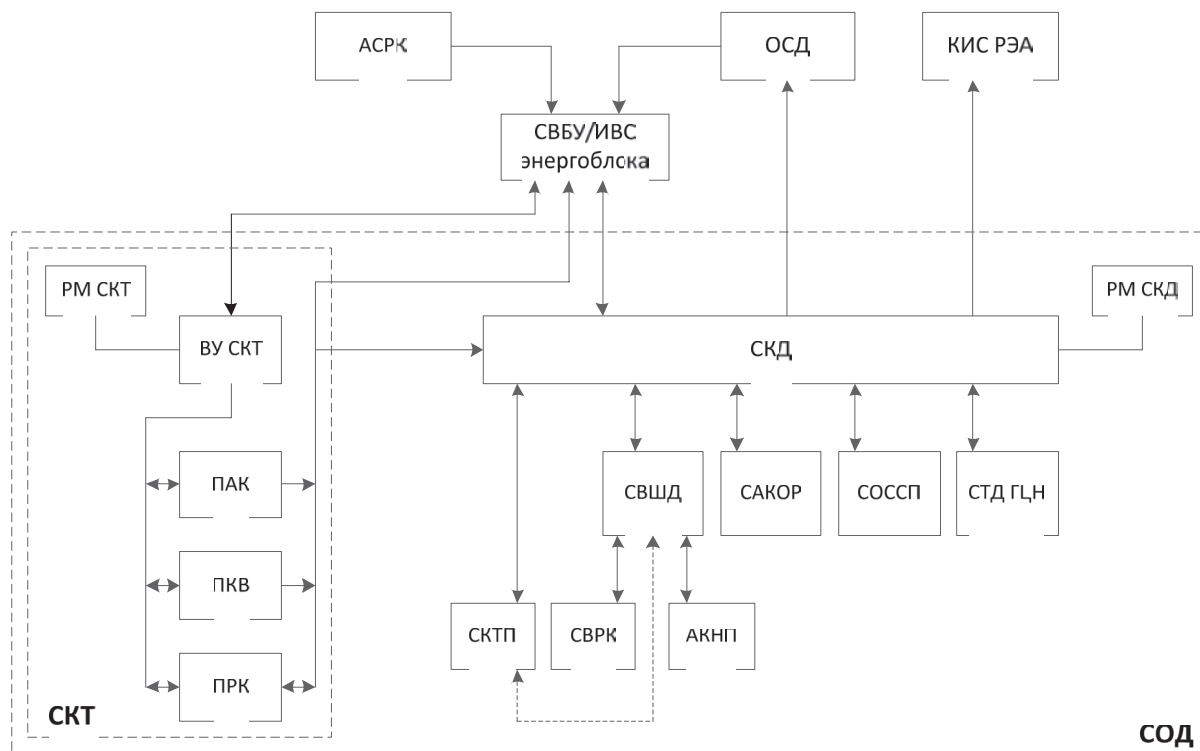 АСРК
ОСД
КИС РЭА
СВБУ/ИВС
энергоблока
РМ СКТ
РМ СКД
ВУ СКТ
СКД
ПАК
СВШД
САКОР
СОССП
СТД ГЦН
ПКВ
СКТП
СВРК
АКНП
ПРК
СКТ
СОД